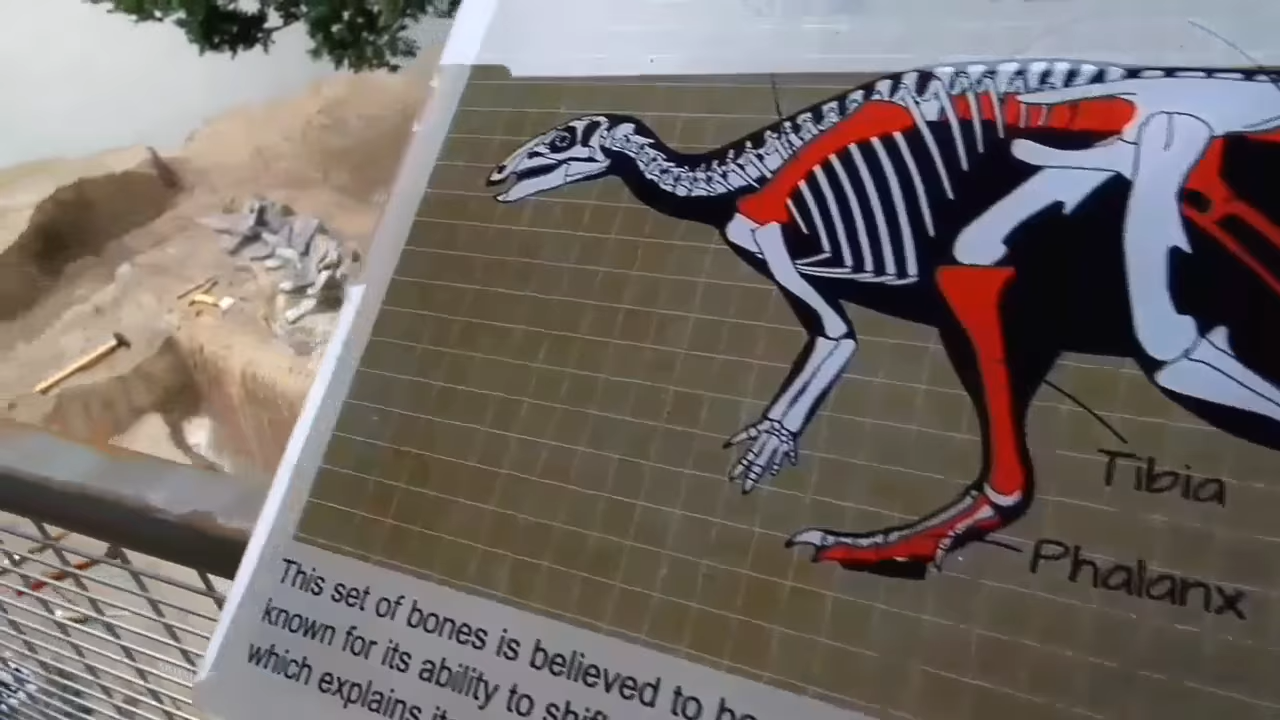 Tibia
Phalanx
This set of bones is believed to be
known for its ability to shift
which explains